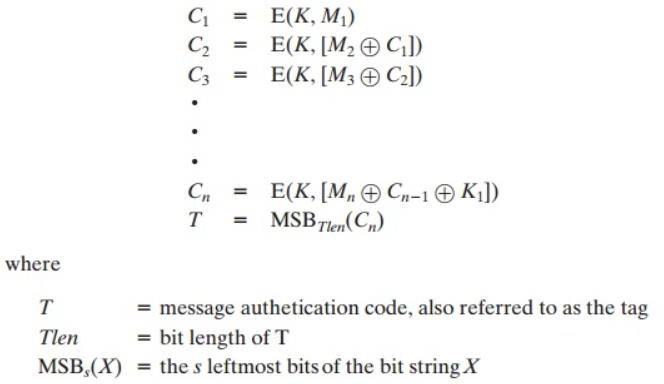 C₁ = E(K, M₁)
C₂ = E(K, [M₂ ⊕ C₁])
C₃ = E(K, [M₃ ⊕ C₂])
•
•
•
Cₙ = E(K, [Mₙ ⊕ Cₙ₋₁ ⊕ K₁])
T = MSB_Tlen(Cₙ)
where
T = message authetication code, also referred to as the tag
Tlen = bit length of T
MSBₛ(X) = the s leftmost bits of the bit string X